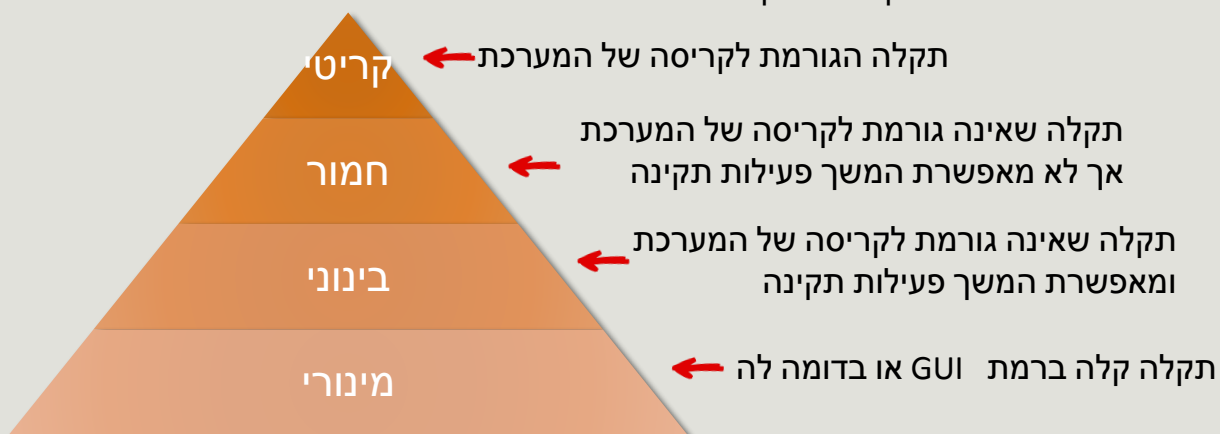 קריטי
תקלה הגורמת לקריסה של המערכת
חמור
תקלה שאינה גורמת לקריסה של המערכת
אך לא מאפשרת המשך פעילות תקינה
בינוני
תקלה שאינה גורמת לקריסה של המערכת
ומאפשרת המשך פעילות תקינה
מינורי
תקלה קלה ברמת GUI או בדומה לה